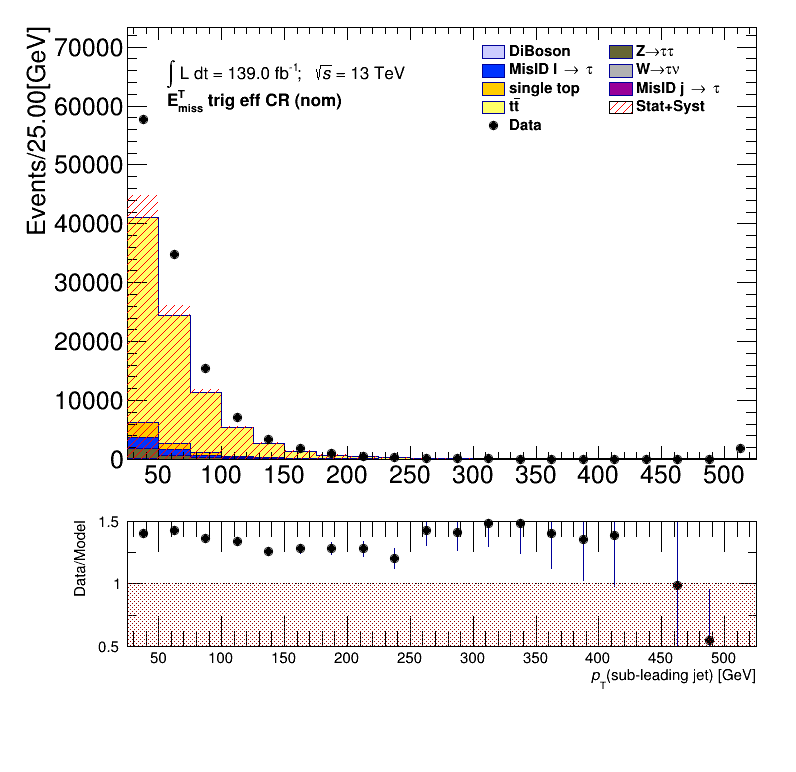 70000
60000
50000
40000
30000
20000
10000
0
Events/25.00[GeV]
∫ L dt = 139.0 fb⁻¹; √s = 13 TeV
E^T_miss trig eff CR (nom)
DiBoson
MisID l → τ
single top
tt̄
Data
Z→ττ
W→τν
MisID j → τ
Stat+Syst
50 100 150 200 250 300 350 400 450 500
1.5
1
0.5
Data/Model
50 100 150 200 250 300 350 400 450 500
p_T(sub-leading jet) [GeV]